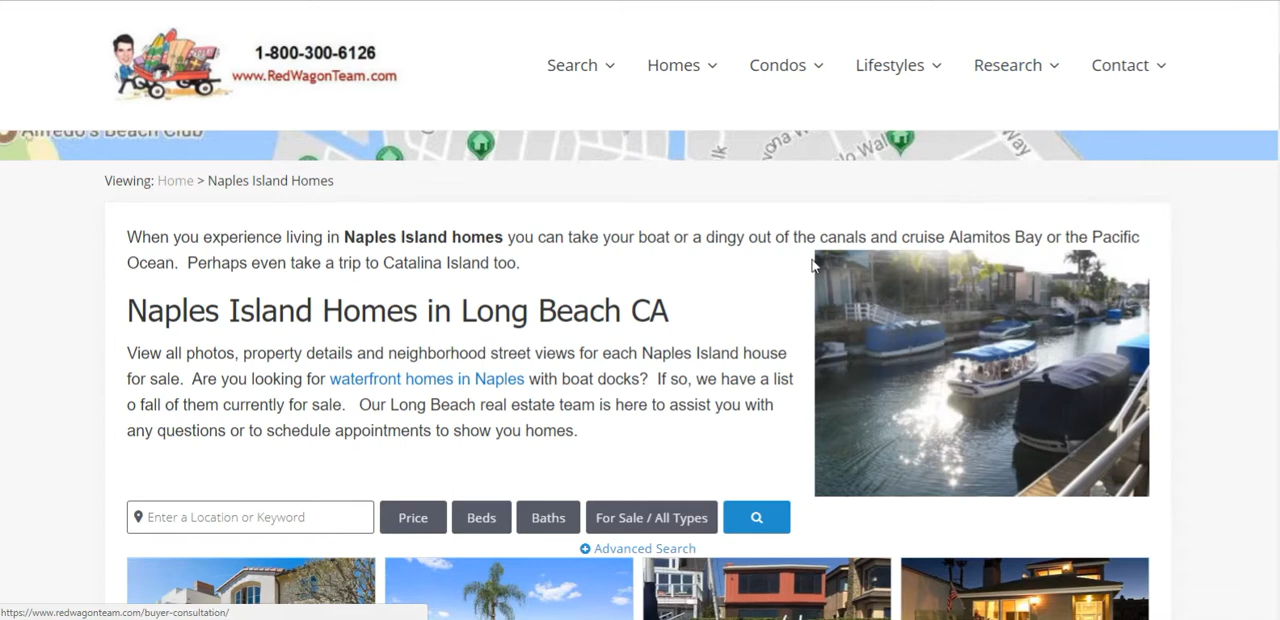 1-800-300-6126
www.RedWagonTeam.com
Search Homes Condos Lifestyles Research Contact
Alfredo's Beach Club
Way
Viewing: Home > Naples Island Homes
When you experience living in Naples Island homes you can take your boat or a dingy out of the canals and cruise Alamitos Bay or the Pacific
Ocean. Perhaps even take a trip to Catalina Island too.
Naples Island Homes in Long Beach CA
View all photos, property details and neighborhood street views for each Naples Island house
for sale. Are you looking for waterfront homes in Naples with boat docks? If so, we have a list
o fall of them currently for sale. Our Long Beach real estate team is here to assist you with
any questions or to schedule appointments to show you homes.
Enter a Location or Keyword Price Beds Baths For Sale / All Types
Advanced Search
https://www.redwagonteam.com/buyer-consultation/